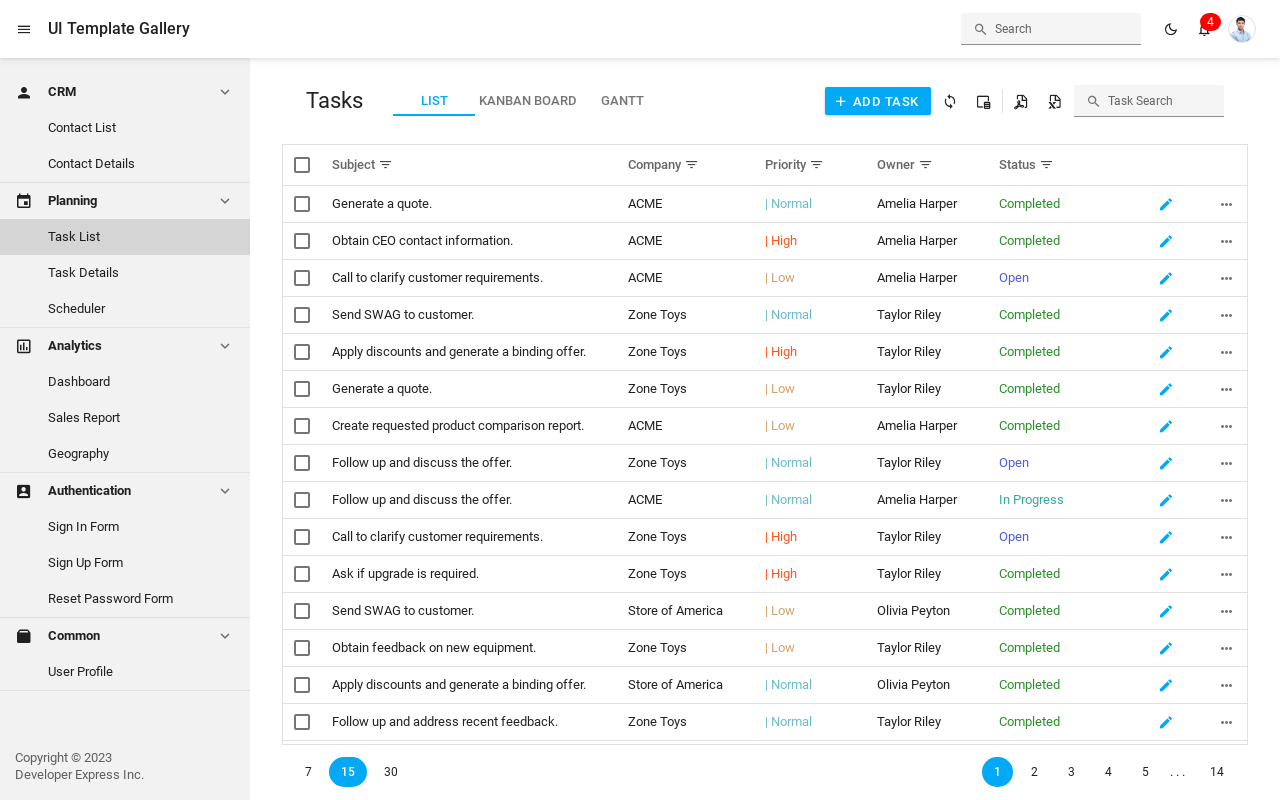 UI Template Gallery
Search
4
CRM
Contact List
Contact Details
Planning
Task List
Task Details
Scheduler
Analytics
Dashboard
Sales Report
Geography
Authentication
Sign In Form
Sign Up Form
Reset Password Form
Common
User Profile
Copyright © 2023
Developer Express Inc.
Tasks LIST KANBAN BOARD GANTT ADD TASK Task Search
Subject Company Priority Owner Status
Generate a quote. ACME | Normal Amelia Harper Completed
Obtain CEO contact information. ACME | High Amelia Harper Completed
Call to clarify customer requirements. ACME | Low Amelia Harper Open
Send SWAG to customer. Zone Toys | Normal Taylor Riley Completed
Apply discounts and generate a binding offer. Zone Toys | High Taylor Riley Completed
Generate a quote. Zone Toys | Low Taylor Riley Completed
Create requested product comparison report. ACME | Low Amelia Harper Completed
Follow up and discuss the offer. Zone Toys | Normal Taylor Riley Open
Follow up and discuss the offer. ACME | Normal Amelia Harper In Progress
Call to clarify customer requirements. Zone Toys | High Taylor Riley Open
Ask if upgrade is required. Zone Toys | High Taylor Riley Completed
Send SWAG to customer. Store of America | Low Olivia Peyton Completed
Obtain feedback on new equipment. Zone Toys | Low Taylor Riley Completed
Apply discounts and generate a binding offer. Store of America | Normal Olivia Peyton Completed
Follow up and address recent feedback. Zone Toys | Normal Taylor Riley Completed
7 15 30 1 2 3 4 5 ... 14